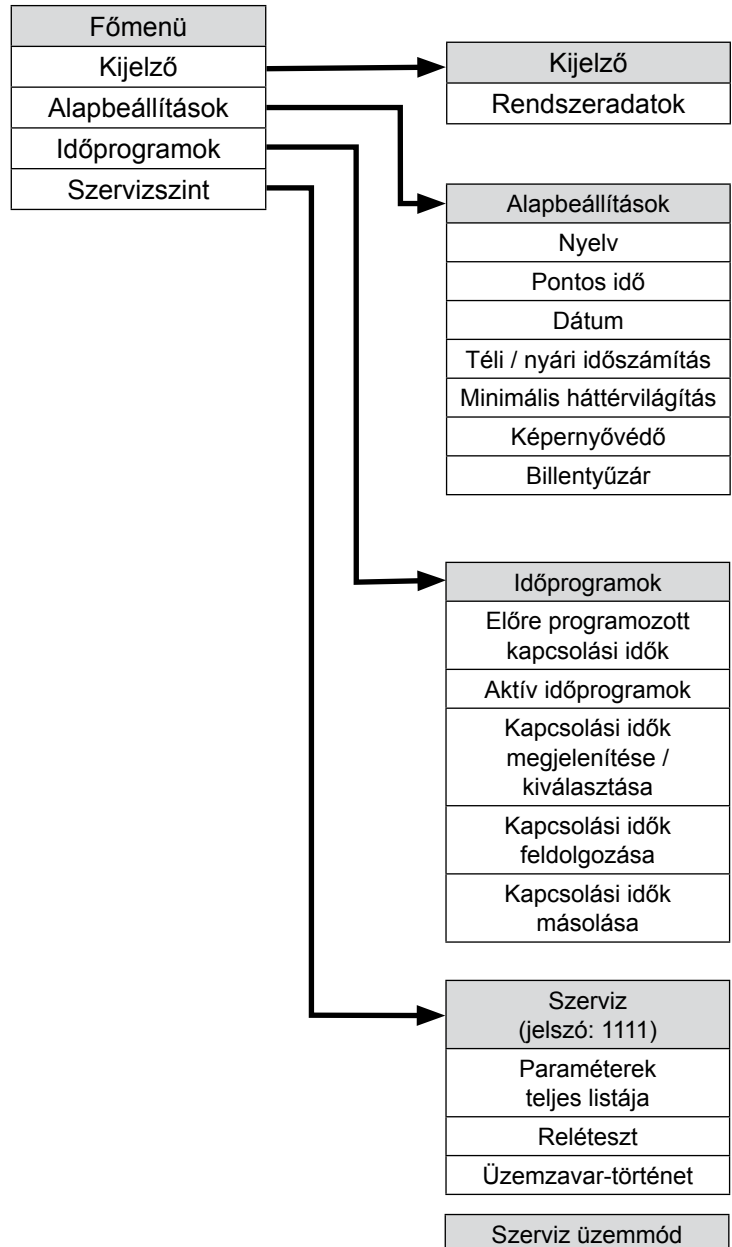 Főmenü
Kijelző
Alapbeállítások
Időprogramok
Szervizszint
Kijelző
Rendszeradatok
Alapbeállítások
Nyelv
Pontos idő
Dátum
Téli / nyári időszámítás
Minimális háttérvilágítás
Képernyővédő
Billentyűzár
Időprogramok
Előre programozott
kapcsolási idők
Aktív időprogramok
Kapcsolási idők
megjelenítése /
kiválasztása
Kapcsolási idők
feldolgozása
Kapcsolási idők
másolása
Szerviz
(jelszó: 1111)
Paraméterek
teljes listája
Reléteszt
Üzemzavar-történet
Szerviz üzemmód